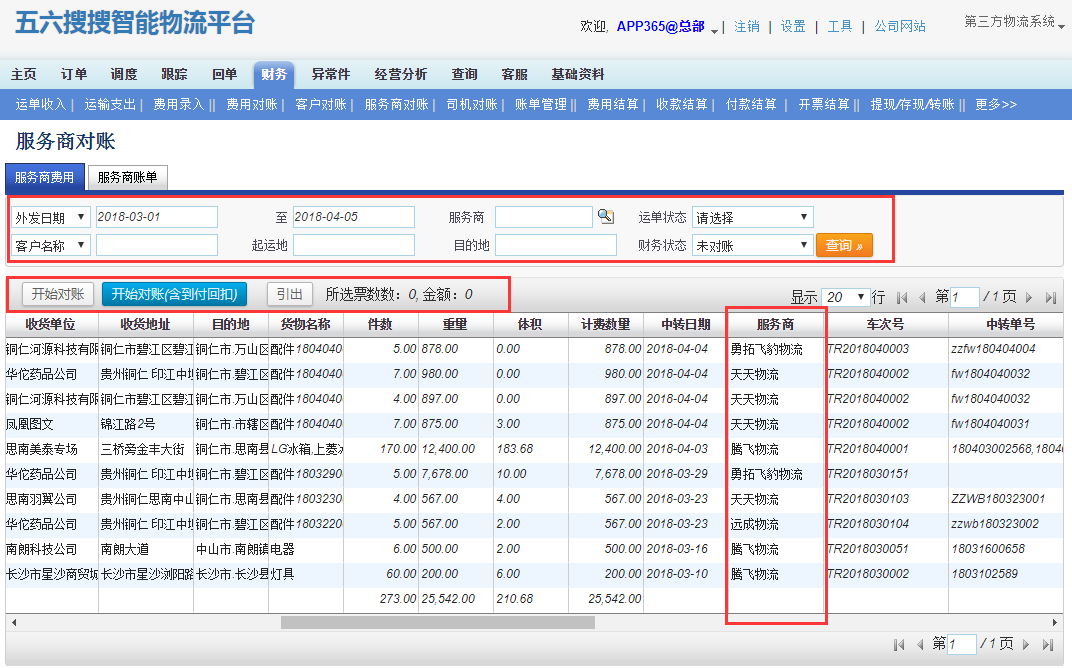 五六搜搜智能物流平台
欢迎, APP365@总部 | 注销 | 设置 | 工具 | 公司网站 第三方物流系统
主页 订单 调度 跟踪 回单 财务 异常件 经营分析 查询 客服 基础资料
运单收入 | 运输支出 | 费用录入 || 费用对账 | 客户对账 | 服务商对账 | 司机对账 | 账单管理 || 费用结算 | 收款结算 | 付款结算 | 开票结算 || 提现/存现/转账 || 更多>>
服务商对账
服务商费用 服务商账单
外发日期 2018-03-01 至 2018-04-05 服务商 运单状态 请选择
客户名称 起运地 目的地 财务状态 未对账 查询 »
开始对账 开始对账(含到付回扣) 引出 所选票数数: 0, 金额: 0 显示 20 行 第 1 / 1 页
收货单位 收货地址 目的地 货物名称 件数 重量 体积 计费数量 中转日期 服务商 车次号 中转单号
铜仁河源科技有限 铜仁市碧江区碧江 铜仁市.万山区 配件1804040 5.00 878.00 0.00 878.00 2018-04-04 勇拓飞豹物流 TR2018040003 zzfw180404004
华佗药品公司 贵州铜仁 印江中坝 铜仁市.碧江区 配件1804040 7.00 980.00 0.00 980.00 2018-04-04 天天物流 TR2018040002 fw1804040032
铜仁河源科技有限 铜仁市碧江区碧江 铜仁市.万山区 配件1804040 4.00 897.00 0.00 897.00 2018-04-04 天天物流 TR2018040002 fw1804040032
凤凰图文 锦江路2号 铜仁市.市辖区 配件1804040 7.00 875.00 3.00 875.00 2018-04-04 天天物流 TR2018040002 fw1804040031
思南美泰专场 三桥旁金丰大街 铜仁市.思南县 LG冰箱,上菱冰 170.00 12,400.00 183.68 12,400.00 2018-04-03 腾飞物流 TR2018040001 180403002568,1804
华佗药品公司 贵州铜仁 印江中坝 铜仁市.碧江区 配件1803290 5.00 7,678.00 10.00 7,678.00 2018-03-29 勇拓飞豹物流 TR2018030151
思南羽翼公司 贵州铜仁思南中山 铜仁市.思南县 配件1803230 4.00 567.00 4.00 567.00 2018-03-23 天天物流 TR2018030103 ZZWB180323001
华佗药品公司 贵州铜仁 印江中坝 铜仁市.碧江区 配件1803220 5.00 567.00 2.00 567.00 2018-03-23 远成物流 TR2018030104 zzwb180323002
南朗科技公司 南朗大道 中山市.南朗镇 电器 6.00 500.00 2.00 500.00 2018-03-16 腾飞物流 TR2018030051 18031600658
长沙市星沙商贸城 长沙市星沙浏阳路 长沙市.长沙县 灯具 60.00 200.00 6.00 200.00 2018-03-10 腾飞物流 TR2018030002 1803102589
273.00 25,542.00 210.68 25,542.00
第 1 / 1 页